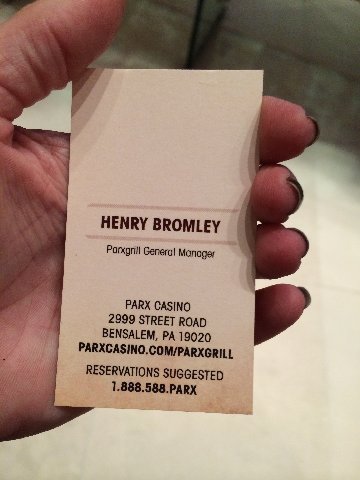 HENRY BROMLEY
Parxgrill General Manager
PARX CASINO
2999 STREET ROAD
BENSALEM, PA 19020
PARXCASINO.COM/PARXGRILL
RESERVATIONS SUGGESTED
1.888.588.PARX